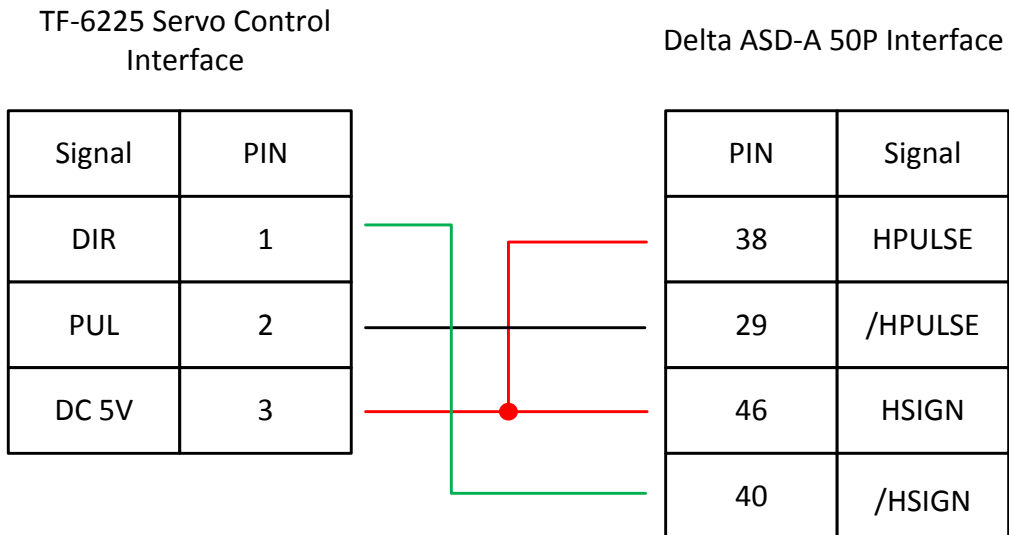 TF-6225 Servo Control
Interface
Delta ASD-A 50P Interface
Signal PIN
DIR 1
PUL 2
DC 5V 3
PIN Signal
38 HPULSE
29 /HPULSE
46 HSIGN
40 /HSIGN